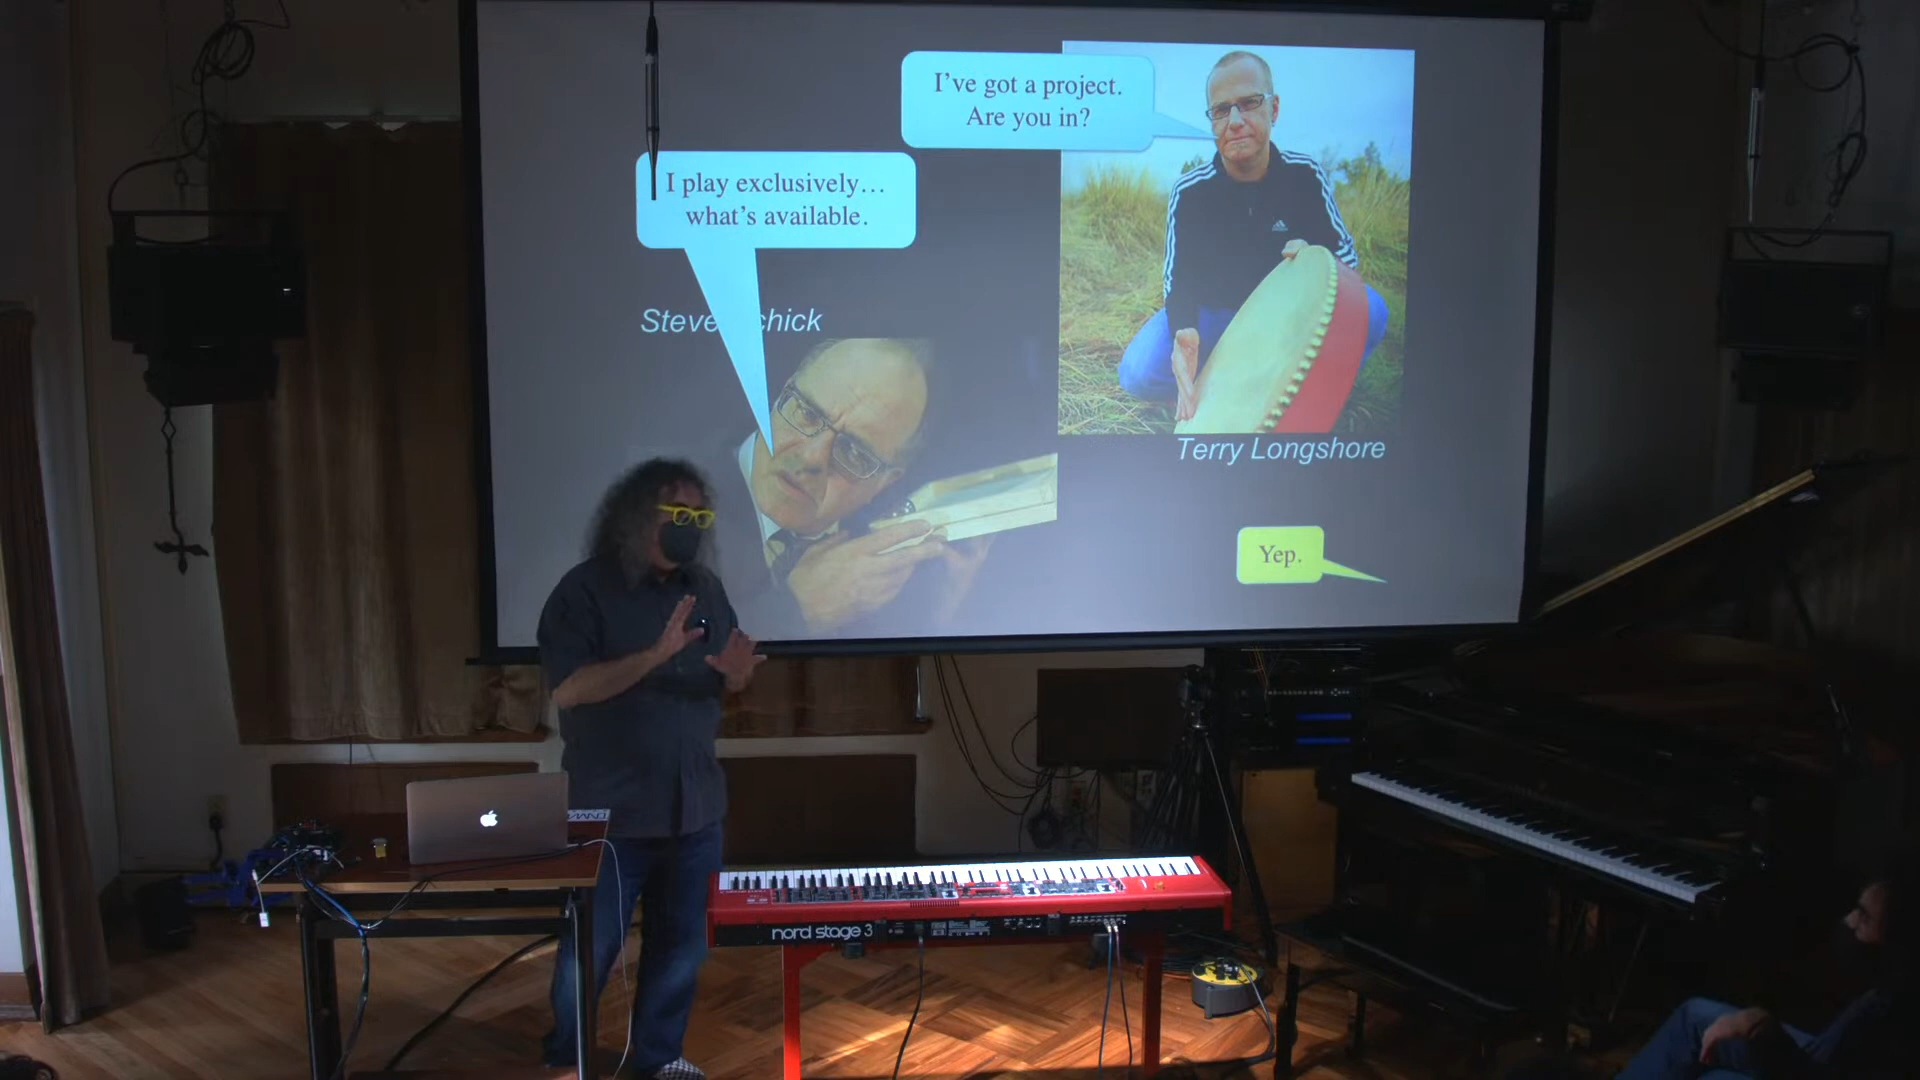 I've got a project.
Are you in?
I play exclusively…
what's available.
Steve chick
Terry Longshore
Yep.
nord stage 3